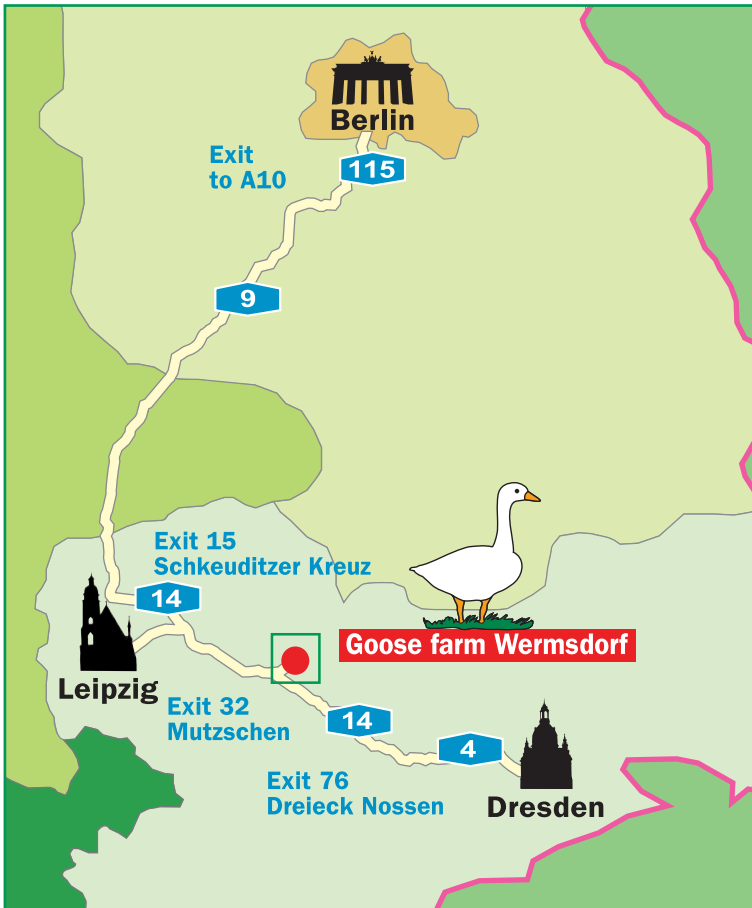 Berlin
Exit
to A10
115
9
Exit 15
Schkeuditzer Kreuz
14
Goose farm Wermsdorf
Leipzig
Exit 32
Mutzschen
14
4
Exit 76
Dreieck Nossen
Dresden